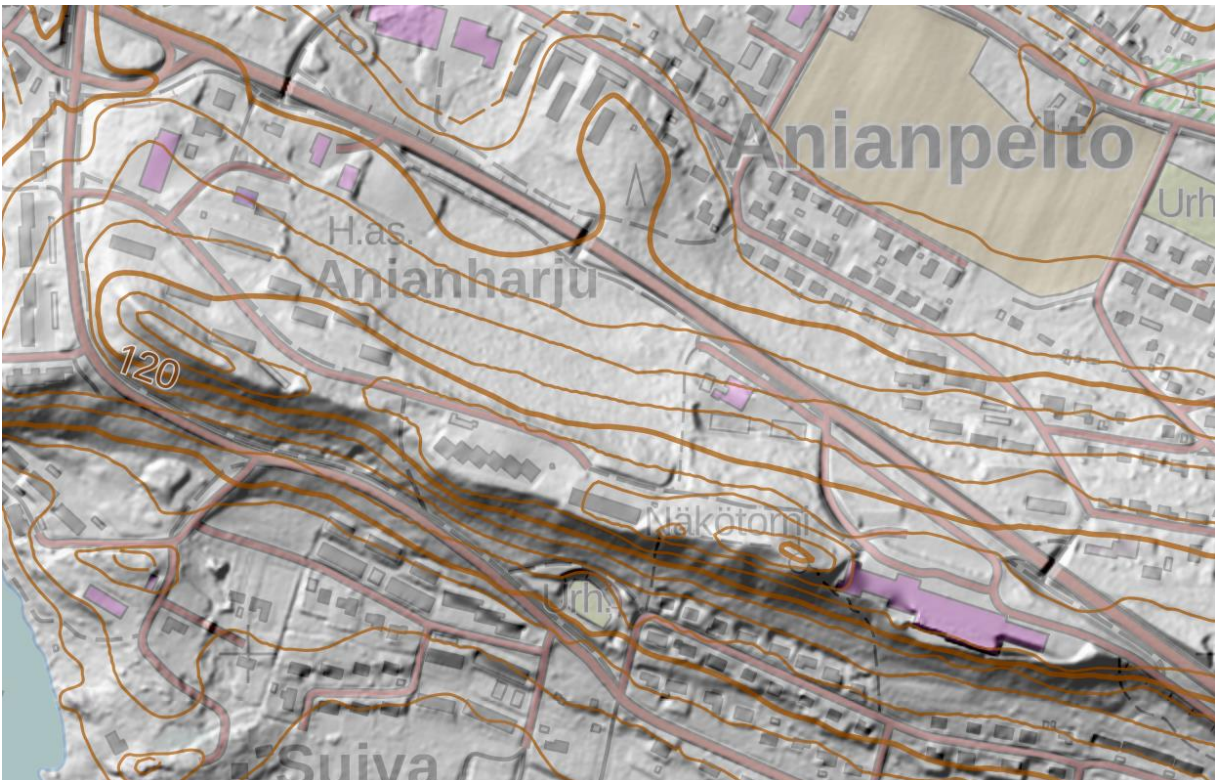 Anianpelto
Urh
H.as.
Anianharju
120
Näkötorni
Urh.
Suiva